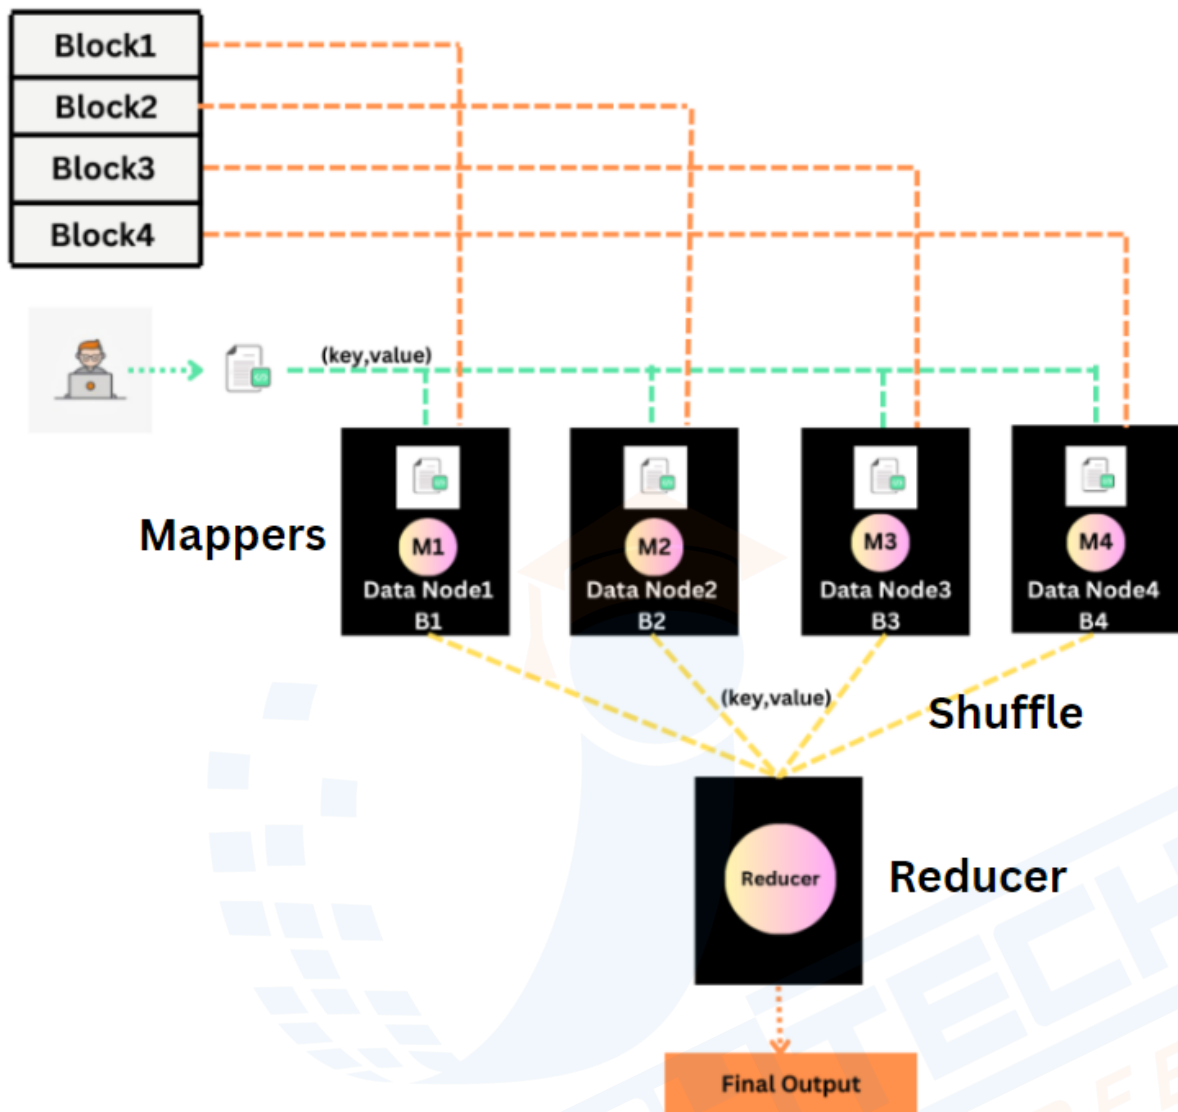 Block1
Block2
Block3
Block4
(key,value)
Mappers
M1
Data Node1
B1
M2
Data Node2
B2
M3
Data Node3
B3
M4
Data Node4
B4
(key,value)
Shuffle
Reducer
Reducer
Final Output